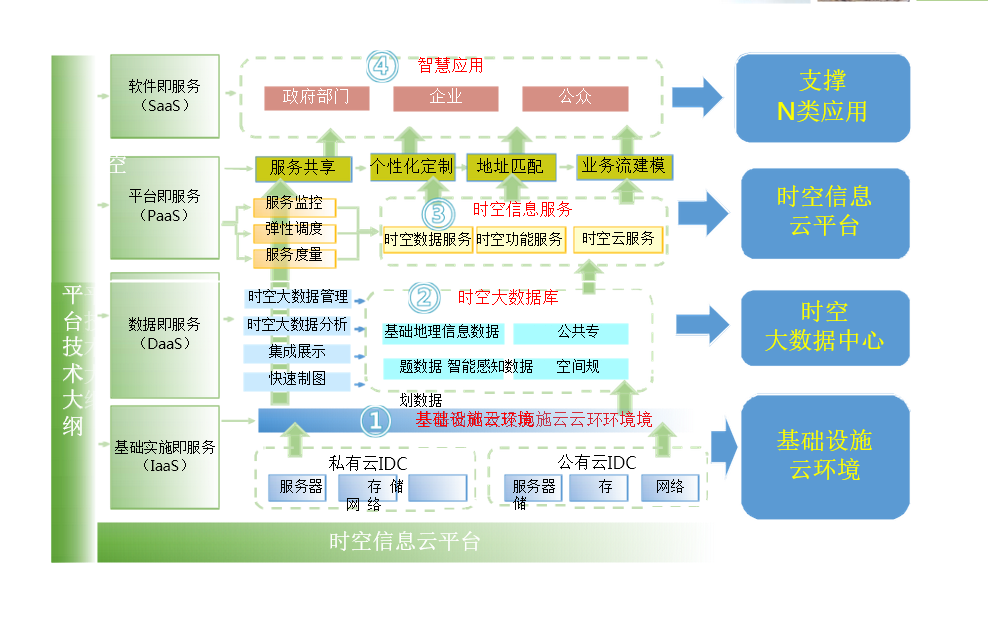 平台技术大纲
软件即服务
（SaaS）
④ 智慧应用
政府部门 企业 公众
支撑
N类应用
空
服务共享 个性化定制 地址匹配 业务流建模
平台即服务
（PaaS）
服务监控
弹性调度
服务度量
③ 时空信息服务
时空数据服务 时空功能服务 时空云服务
时空信息
云平台
数据即服务
（DaaS）
时空大数据管理
时空大数据分析
集成展示
快速制图
② 时空大数据库
基础地理信息数据 公共专
题数据 智能感知数据 空间规
划数据
时空
大数据中心
① 基础设施云环境
基础实施即服务
（IaaS）
私有云IDC
服务器 存 储
网 络
公有云IDC
服务器 存 网络
储
基础设施
云环境
时空信息云平台